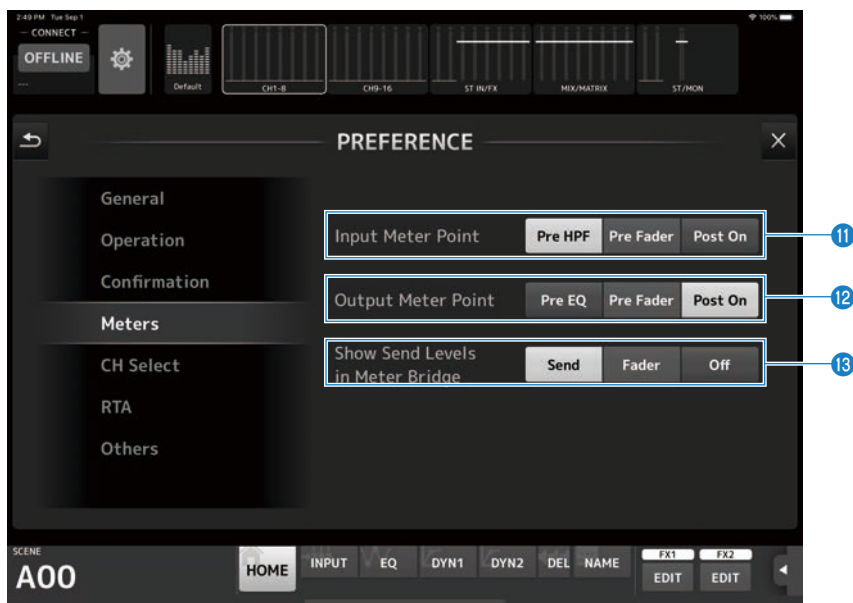 2:49 PM Tue Sep 1
100%
CONNECT
OFFLINE
---
Default
CH1-8
CH9-16
ST IN/FX
MIX/MATRIX
ST/MON
PREFERENCE
General
Operation
Confirmation
Meters
CH Select
RTA
Others
Input Meter Point
Pre HPF
Pre Fader
Post On
11
Output Meter Point
Pre EQ
Pre Fader
Post On
12
Show Send Levels
in Meter Bridge
Send
Fader
Off
13
SCENE
A00
HOME
INPUT
EQ
DYN1
DYN2
DEL
NAME
FX1
EDIT
FX2
EDIT